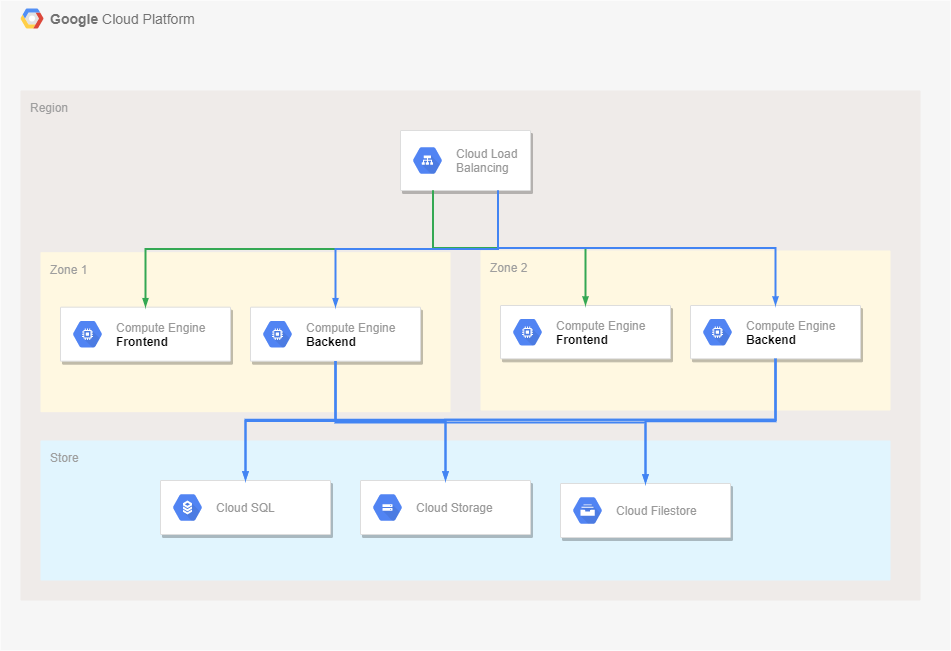 Google Cloud Platform
Region
Cloud Load
Balancing
Zone 1
Zone 2
Compute Engine
Frontend
Compute Engine
Backend
Compute Engine
Frontend
Compute Engine
Backend
Store
Cloud SQL
Cloud Storage
Cloud Filestore